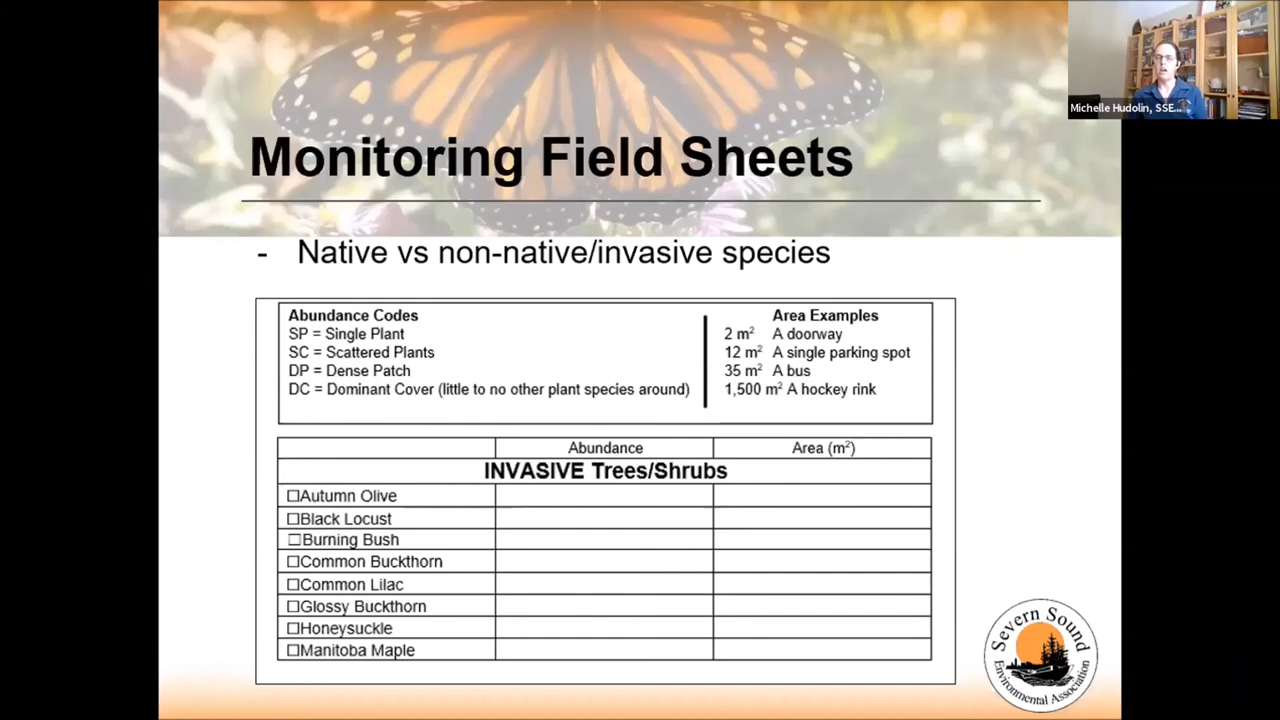 Monitoring Field Sheets
Michelle Hudolin, SSE...
- Native vs non-native/invasive species
Abundance Codes
SP = Single Plant
SC = Scattered Plants
DP = Dense Patch
DC = Dominant Cover (little to no other plant species around)
Area Examples
2 m² A doorway
12 m² A single parking spot
35 m² A bus
1,500 m² A hockey rink
Abundance Area (m²)
INVASIVE Trees/Shrubs
☐Autumn Olive
☐Black Locust
☐Burning Bush
☐Common Buckthorn
☐Common Lilac
☐Glossy Buckthorn
☐Honeysuckle
☐Manitoba Maple
Severn Sound
Environmental Association